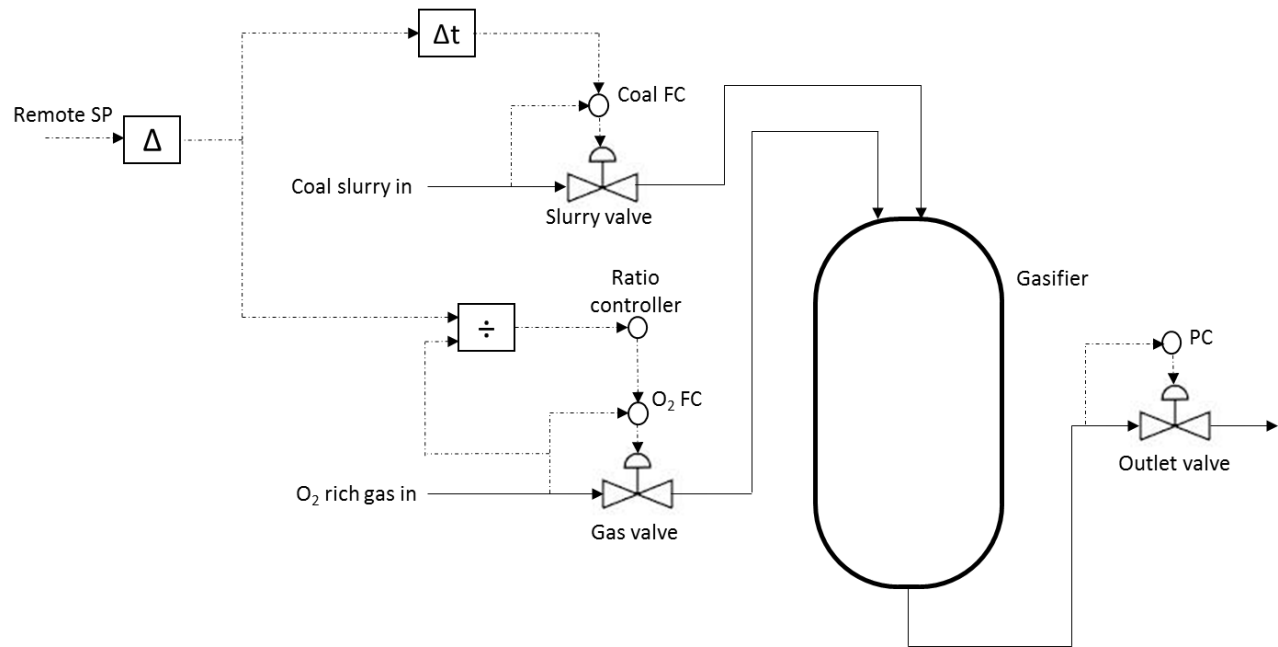 Δt
Coal FC
Remote SP
Δ
Coal slurry in
Slurry valve
Ratio
controller
Gasifier
÷
PC
O₂ FC
Outlet valve
O₂ rich gas in
Gas valve